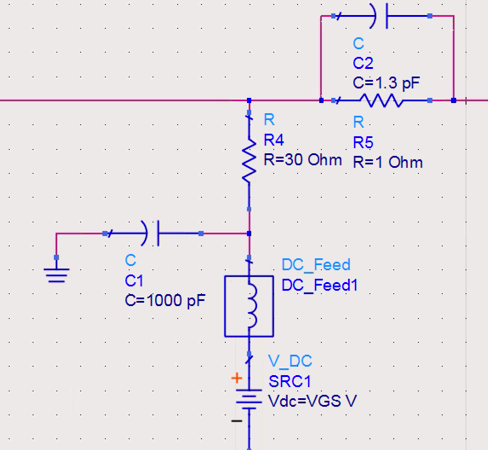 C
C2
C=1.3 pF
R
R4
R=30 Ohm
R
R5
R=1 Ohm
C
C1
C=1000 pF
DC_Feed
DC_Feed1
V_DC
SRC1
Vdc=VGS V
+
−